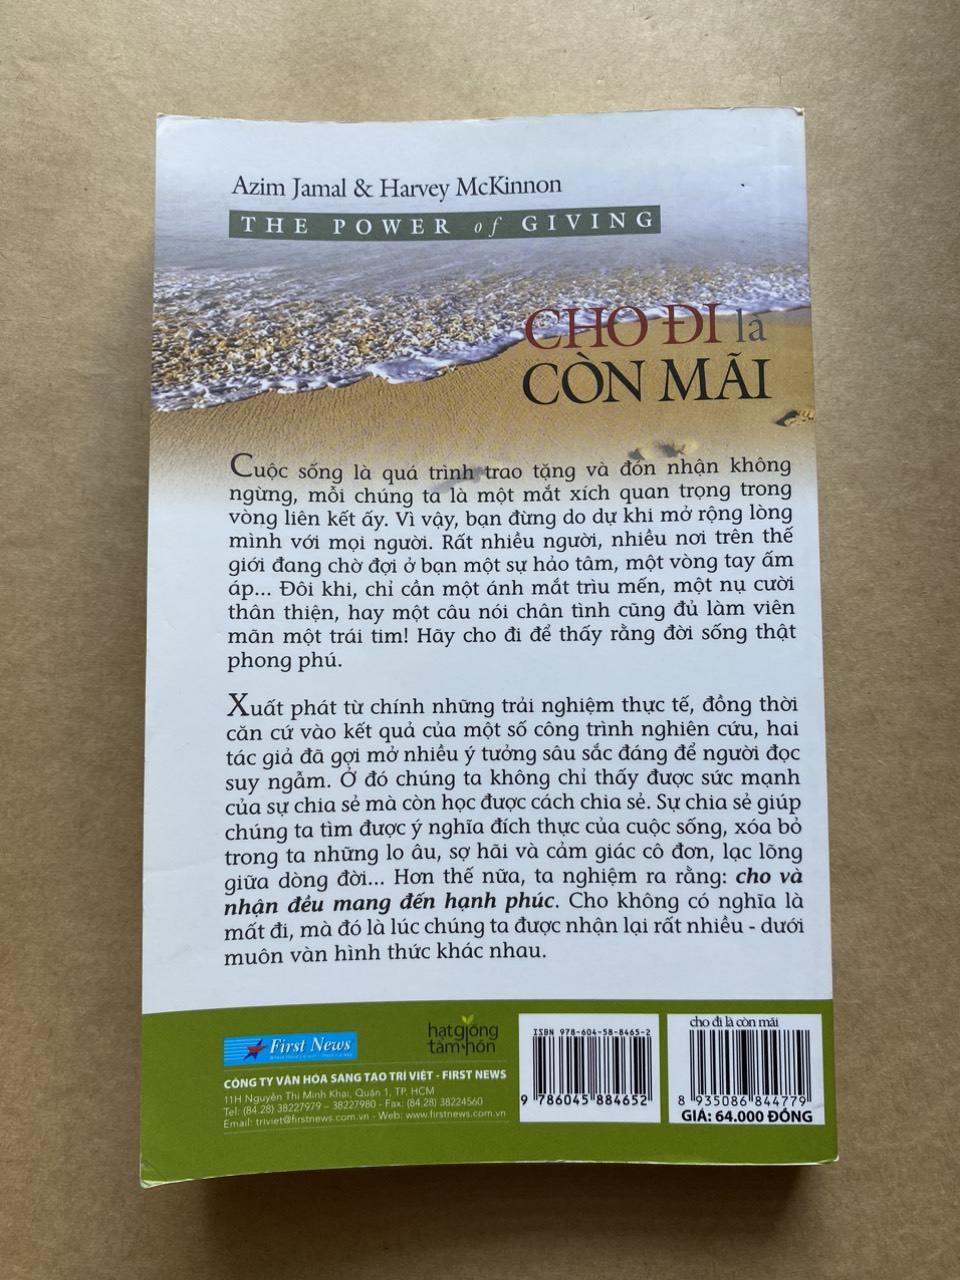 Azim Jamal & Harvey McKinnon
THE POWER of GIVING
CHO ĐI là
CÒN MÃI
Cuộc sống là quá trình trao tặng và đón nhận không
ngừng, mỗi chúng ta là một mắt xích quan trọng trong
vòng liên kết ấy. Vì vậy, bạn đừng do dự khi mở rộng lòng
mình với mọi người. Rất nhiều người, nhiều nơi trên thế
giới đang chờ đợi ở bạn một sự hảo tâm, một vòng tay ấm
áp... Đôi khi, chỉ cần một ánh mắt trìu mến, một nụ cười
thân thiện, hay một câu nói chân tình cũng đủ làm viên
mãn một trái tim! Hãy cho đi để thấy rằng đời sống thật
phong phú.
Xuất phát từ chính những trải nghiệm thực tế, đồng thời
căn cứ vào kết quả của một số công trình nghiên cứu, hai
tác giả đã gợi mở nhiều ý tưởng sâu sắc đáng để người đọc
suy ngẫm. Ở đó chúng ta không chỉ thấy được sức mạnh
của sự chia sẻ mà còn học được cách chia sẻ. Sự chia sẻ giúp
chúng ta tìm được ý nghĩa đích thực của cuộc sống, xóa bỏ
trong ta những lo âu, sợ hãi và cảm giác cô đơn, lạc lõng
giữa dòng đời... Hơn thế nữa, ta nghiệm ra rằng: cho và
nhận đều mang đến hạnh phúc. Cho không có nghĩa là
mất đi, mà đó là lúc chúng ta được nhận lại rất nhiều - dưới
muôn vàn hình thức khác nhau.
First News
hạt giống
tâm hồn
CÔNG TY VĂN HÓA SÁNG TẠO TRÍ VIỆT - FIRST NEWS
11H Nguyễn Thị Minh Khai, Quận 1, TP. HCM
Tel: (84.28) 38227979 - 38227980 - Fax: (84.28) 38224560
Email: triviet@firstnews.com.vn - Web: www.firstnews.com.vn
ISBN 978-604-58-8465-2
9 786045 884652
cho đi là còn mãi
8 935086 844779
GIÁ: 64.000 ĐỒNG